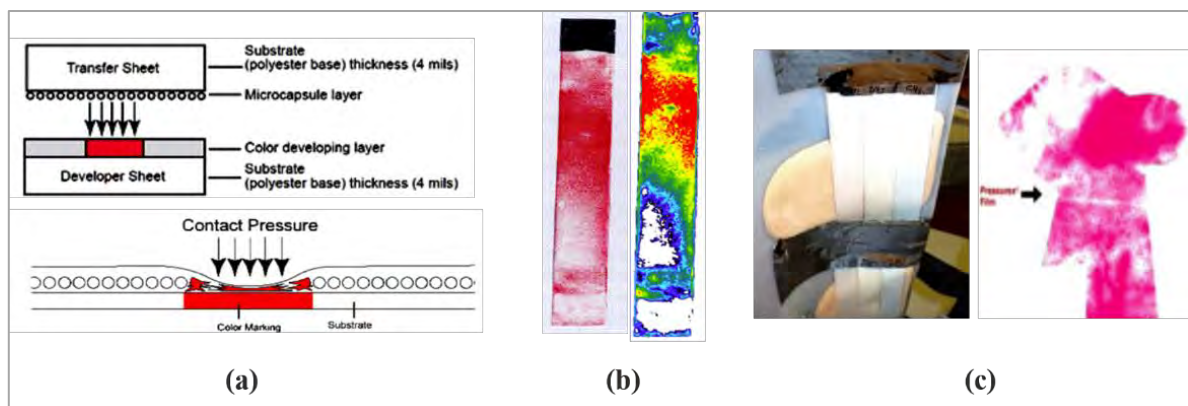 Transfer Sheet
Substrate
(polyester base) thickness (4 mils)
Microcapsule layer
Color developing layer
Developer Sheet
Substrate
(polyester base) thickness (4 mils)
Contact Pressure
Color Marking
Substrate
Pressurex®
Film
(a)
(b)
(c)